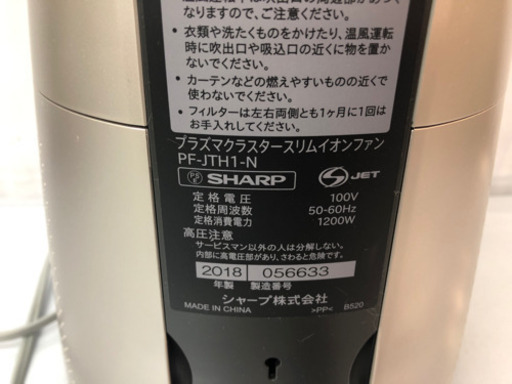 なりますので、ご注意ください。
●衣類や洗たくものをかけたり、温風運転
時に吹出口や吸込口の近くに物を置か
ないでください。
●カーテンなどの燃えやすいものの近くで
使わないでください。
●フィルターは左右両側とも1ヶ月に1回は
お手入れしてください。
プラズマクラスタースリムイオンファン
PF-JTH1-N
PS E SHARP JET
定格電圧 100V
定格周波数 50-60Hz
定格消費電力 1200W
高圧注意
サービスマン以外の人は分解しない。
内部に高電圧部があり、さわると危険です。
2018 056633
年製 製造番号
シャープ株式会社
MADE IN CHINA >PP< B520